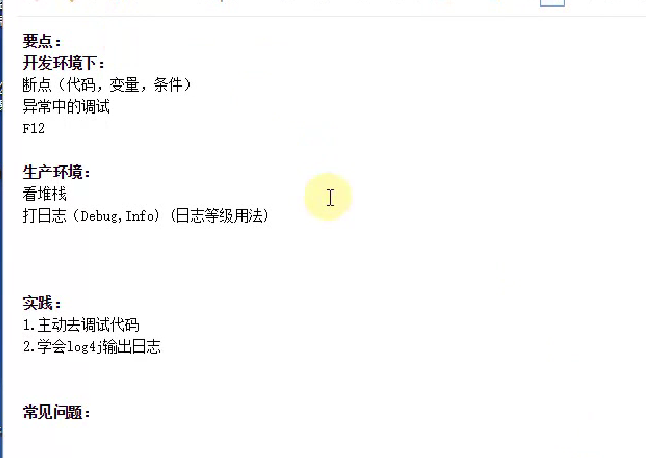 要点：
开发环境下：
断点（代码，变量，条件）
异常中的调试
F12
生产环境：
看堆栈
打日志（Debug,Info）(日志等级用法)
实践：
1.主动去调试代码
2.学会log4j输出日志
常见问题：